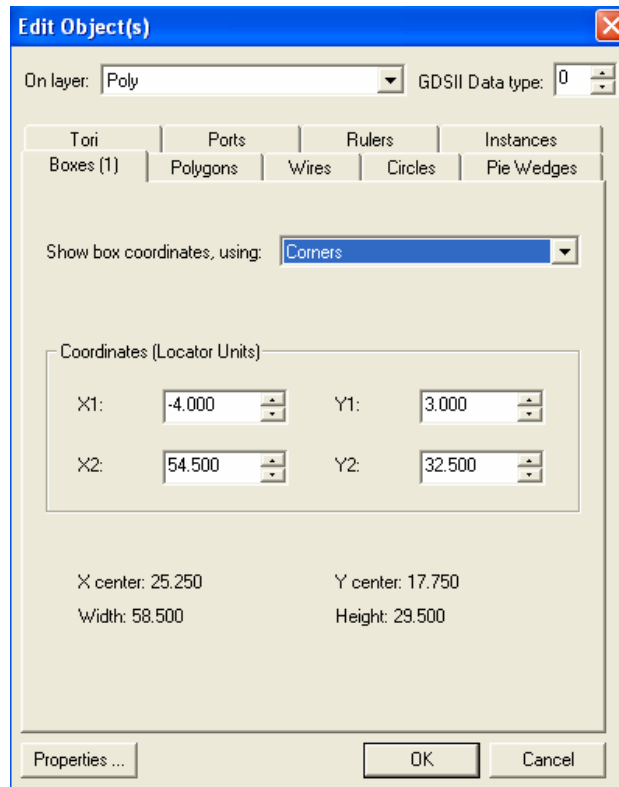 Edit Object(s)
On layer: Poly GDSII Data type: 0
Tori Ports Rulers Instances
Boxes (1) Polygons Wires Circles Pie Wedges
Show box coordinates, using: Corners
Coordinates (Locator Units)
X1: -4.000 Y1: 3.000
X2: 54.500 Y2: 32.500
X center: 25.250 Y center: 17.750
Width: 58.500 Height: 29.500
Properties ... OK Cancel